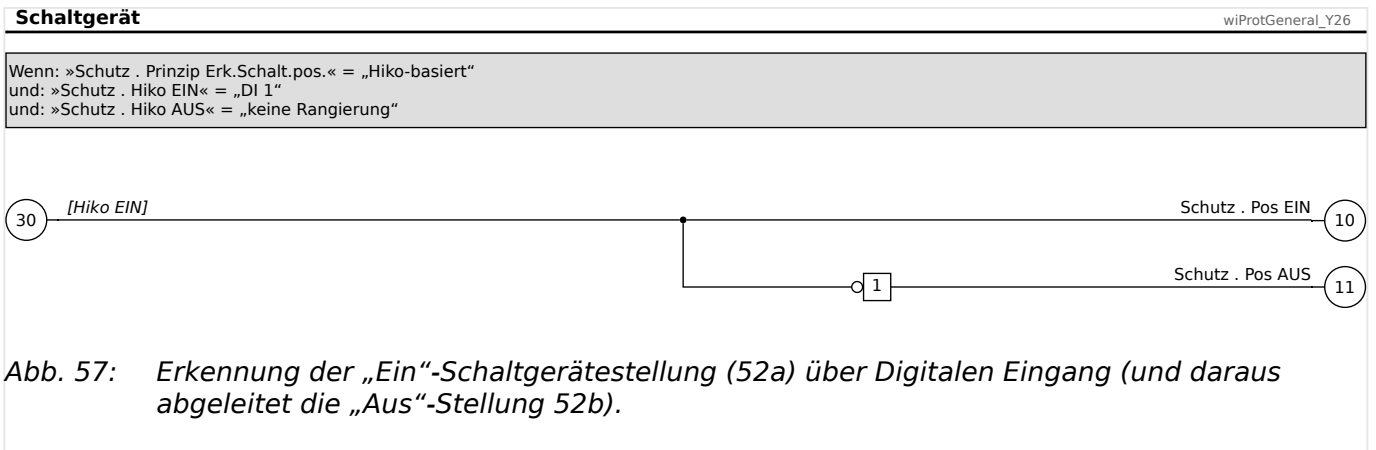 Schaltgerät
wiProtGeneral_Y26
Wenn: »Schutz . Prinzip Erk.Schalt.pos.« = „Hiko-basiert“
und: »Schutz . Hiko EIN« = „DI 1“
und: »Schutz . Hiko AUS« = „keine Rangierung“
30
[Hiko EIN]
Schutz . Pos EIN
10
1
Schutz . Pos AUS
11
Abb. 57: Erkennung der „Ein“-Schaltgerätestellung (52a) über Digitalen Eingang (und daraus
abgeleitet die „Aus“-Stellung 52b).